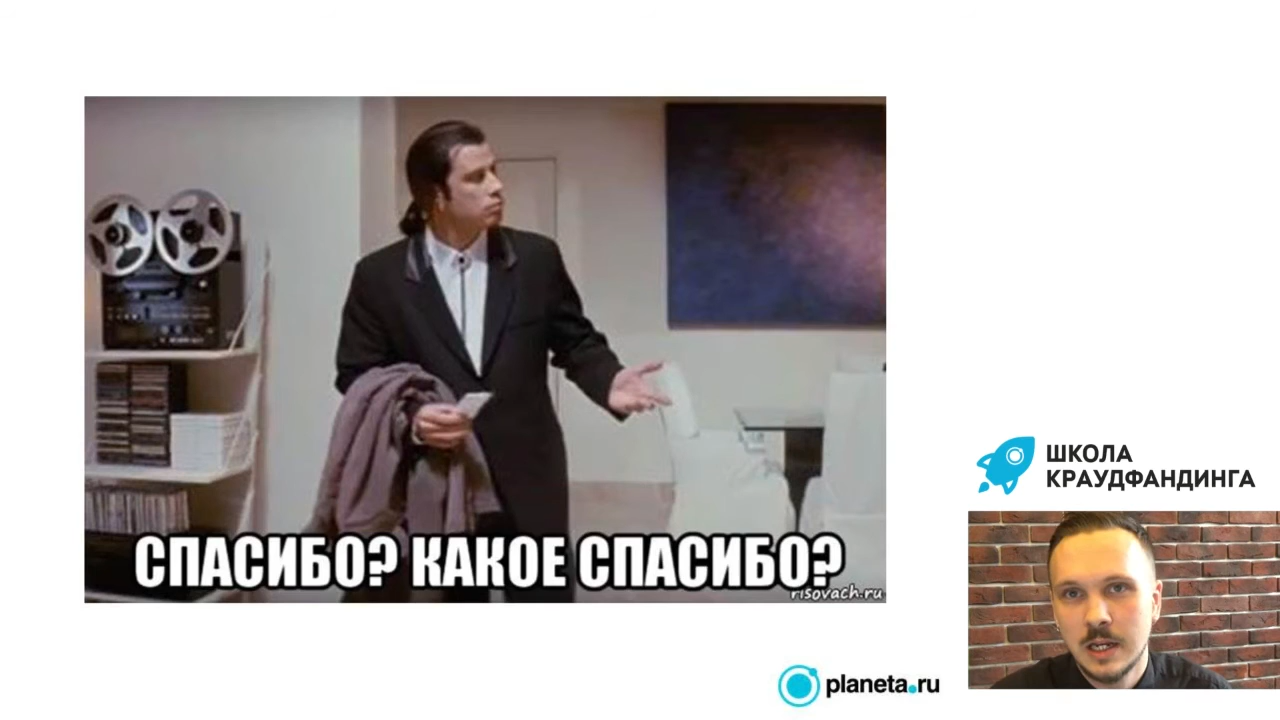 СПАСИБО? КАКОЕ СПАСИБО?
risovach.ru
ШКОЛА
КРАУДФАНДИНГА
planeta.ru